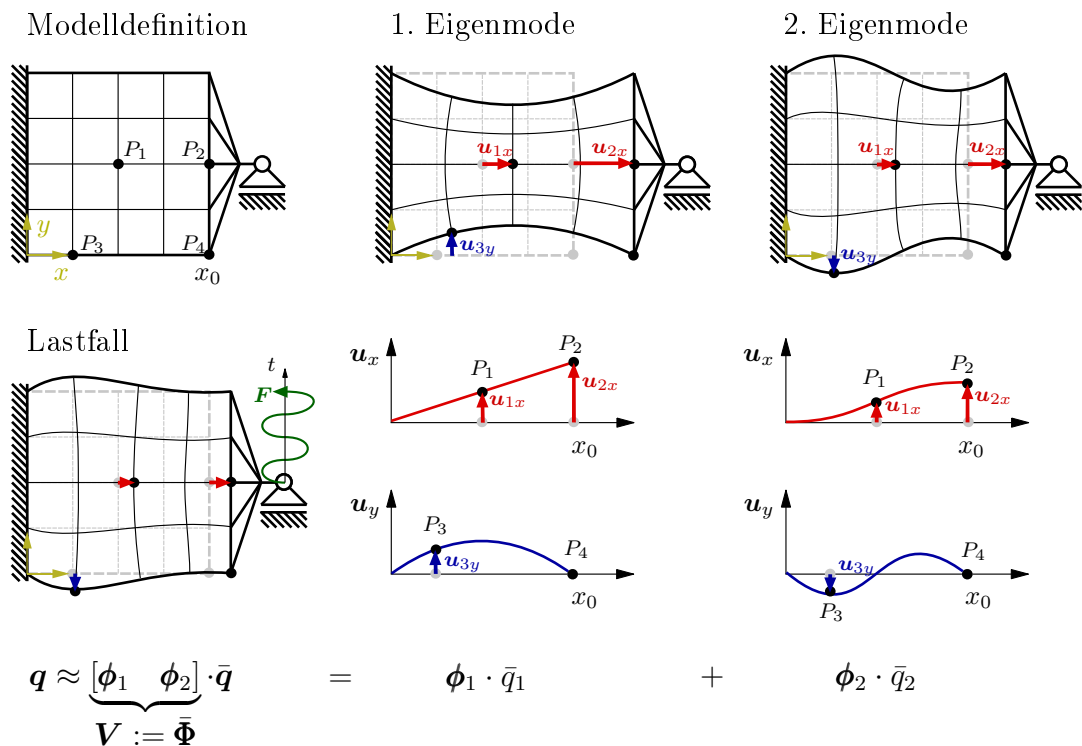 Modelldefinition
P₁
P₂
y
P₃
P₄
x
x₀
1. Eigenmode
u₁ₓ
u₂ₓ
u₃y
2. Eigenmode
u₁ₓ
u₂ₓ
u₃y
Lastfall
t
F
uₓ
P₁
P₂
u₁ₓ
u₂ₓ
x₀
uₓ
P₁
P₂
u₁ₓ
u₂ₓ
x₀
u_y
P₃
P₄
u₃y
x₀
u_y
P₄
u₃y
P₃
x₀
q ≈ [ϕ₁ ϕ₂] · q̄ = ϕ₁ · q̄₁ + ϕ₂ · q̄₂
V := Φ̄